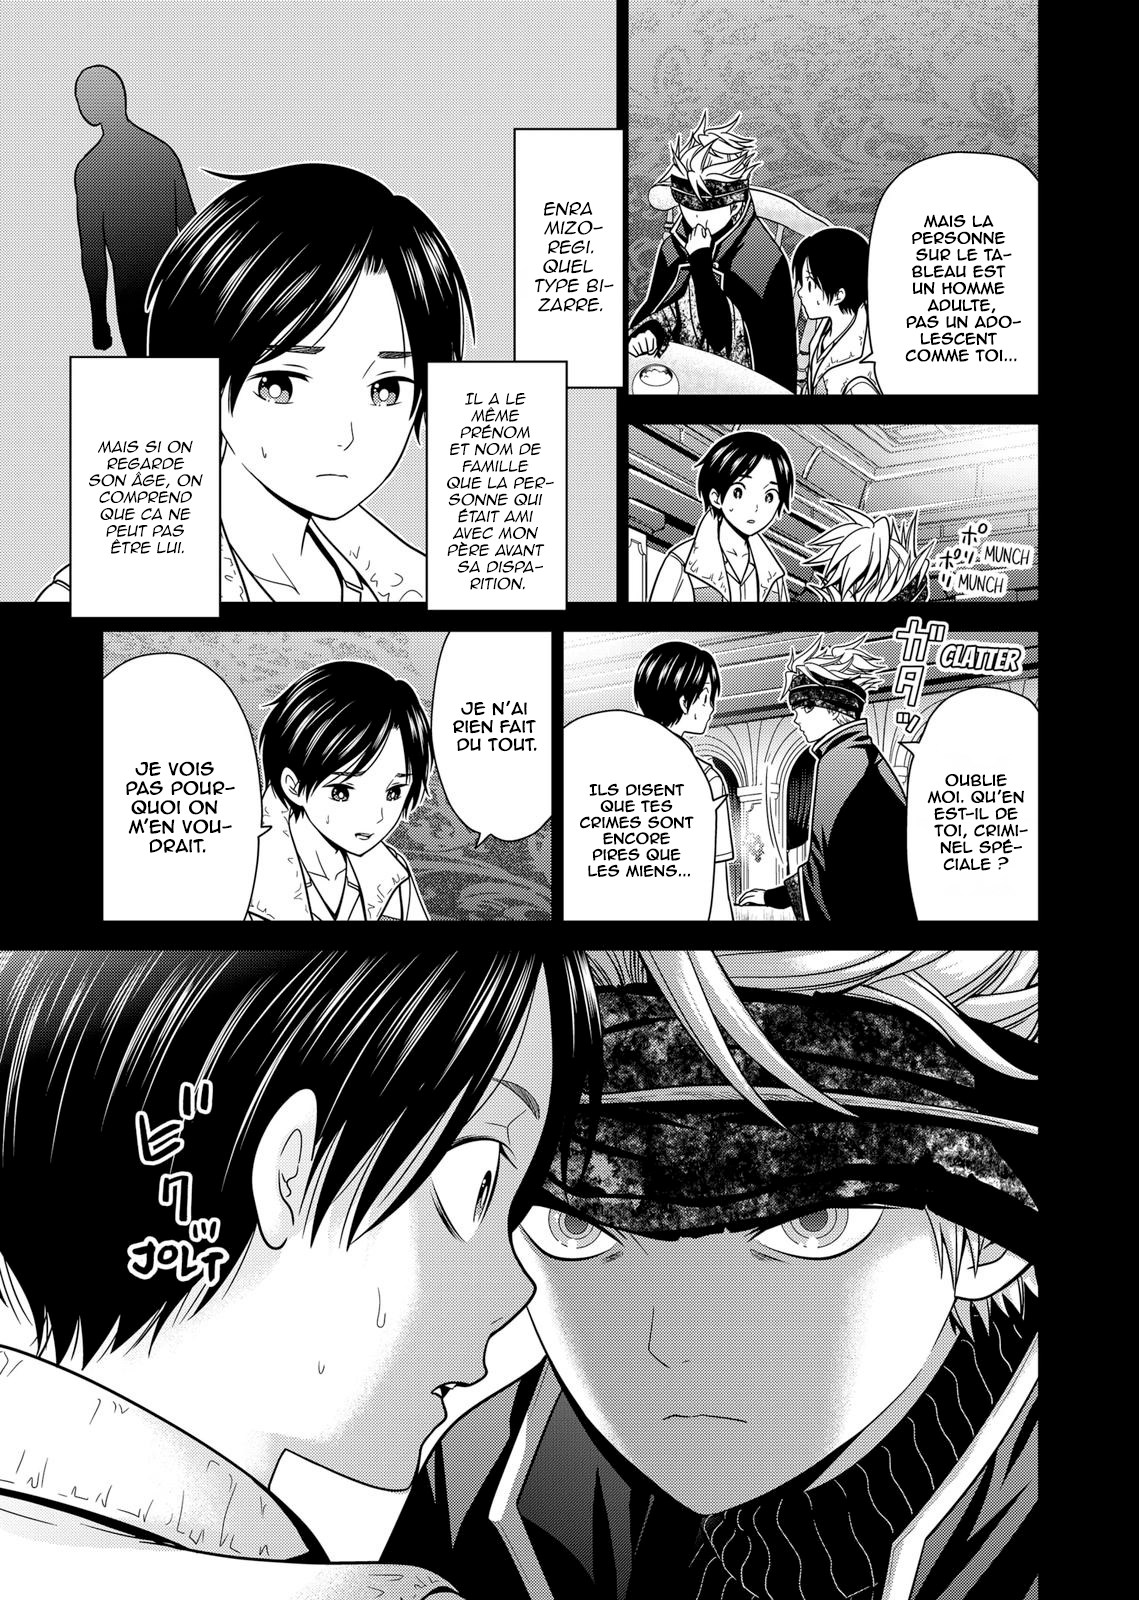 MAIS LA
PERSONNE
SUR LE TA-
BLEAU EST
UN HOMME
ADULTE,
PAS UN ADO-
LESCENT
COMME TOI...
ENRA
MIZO-
REGI.
QUEL
TYPE BI-
ZARRE.
IL A LE
MÊME
PRÉNOM
ET NOM DE
FAMILLE
QUE LA PER-
SONNE QUI
ÉTAIT AMI
AVEC MON
PÈRE AVANT
SA DISPA-
RITION.
MAIS SI ON
REGARDE
SON ÂGE, ON
COMPREND
QUE CA NE
PEUT PAS
ÊTRE LUI.
ポリ
MUNCH
ポリ
MUNCH
ガタッ
CLATTER
OUBLIE
MOI. QU'EN
EST-IL DE
TOI, CRIMI-
NEL SPÉ-
CIALE ?
ILS DISENT
QUE TES
CRIMES SONT
ENCORE
PIRES QUE
LES MIENS...
JE N'AI
RIEN FAIT
DU TOUT.
JE VOIS
PAS POUR-
QUOI ON
M'EN VOU-
DRAIT.
ビクッ
JOLT